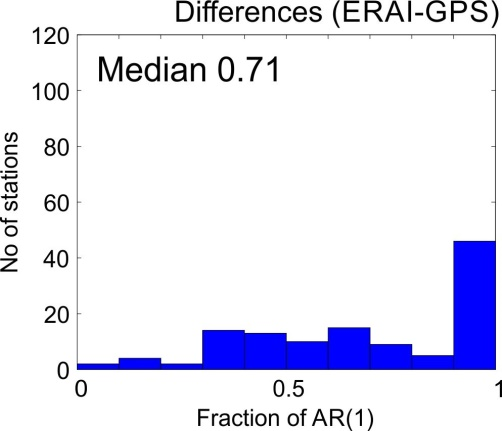 Differences (ERAI-GPS)
120
Median 0.71
100
80
60
40
20
0
No of stations
0 0.5 1
Fraction of AR(1)